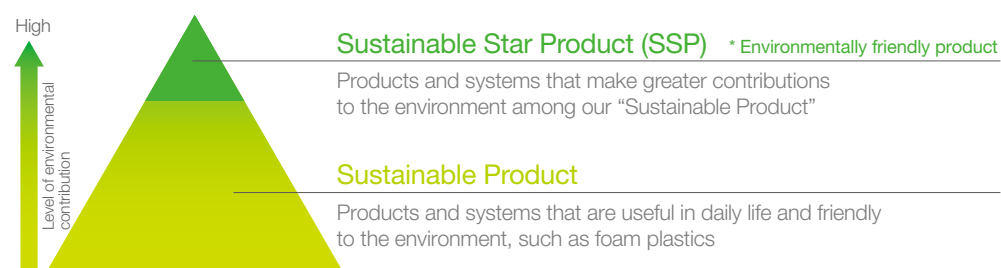 High
Level of environmental
contribution
Sustainable Star Product (SSP) * Environmentally friendly product
Products and systems that make greater contributions
to the environment among our “Sustainable Product”
Sustainable Product
Products and systems that are useful in daily life and friendly
to the environment, such as foam plastics